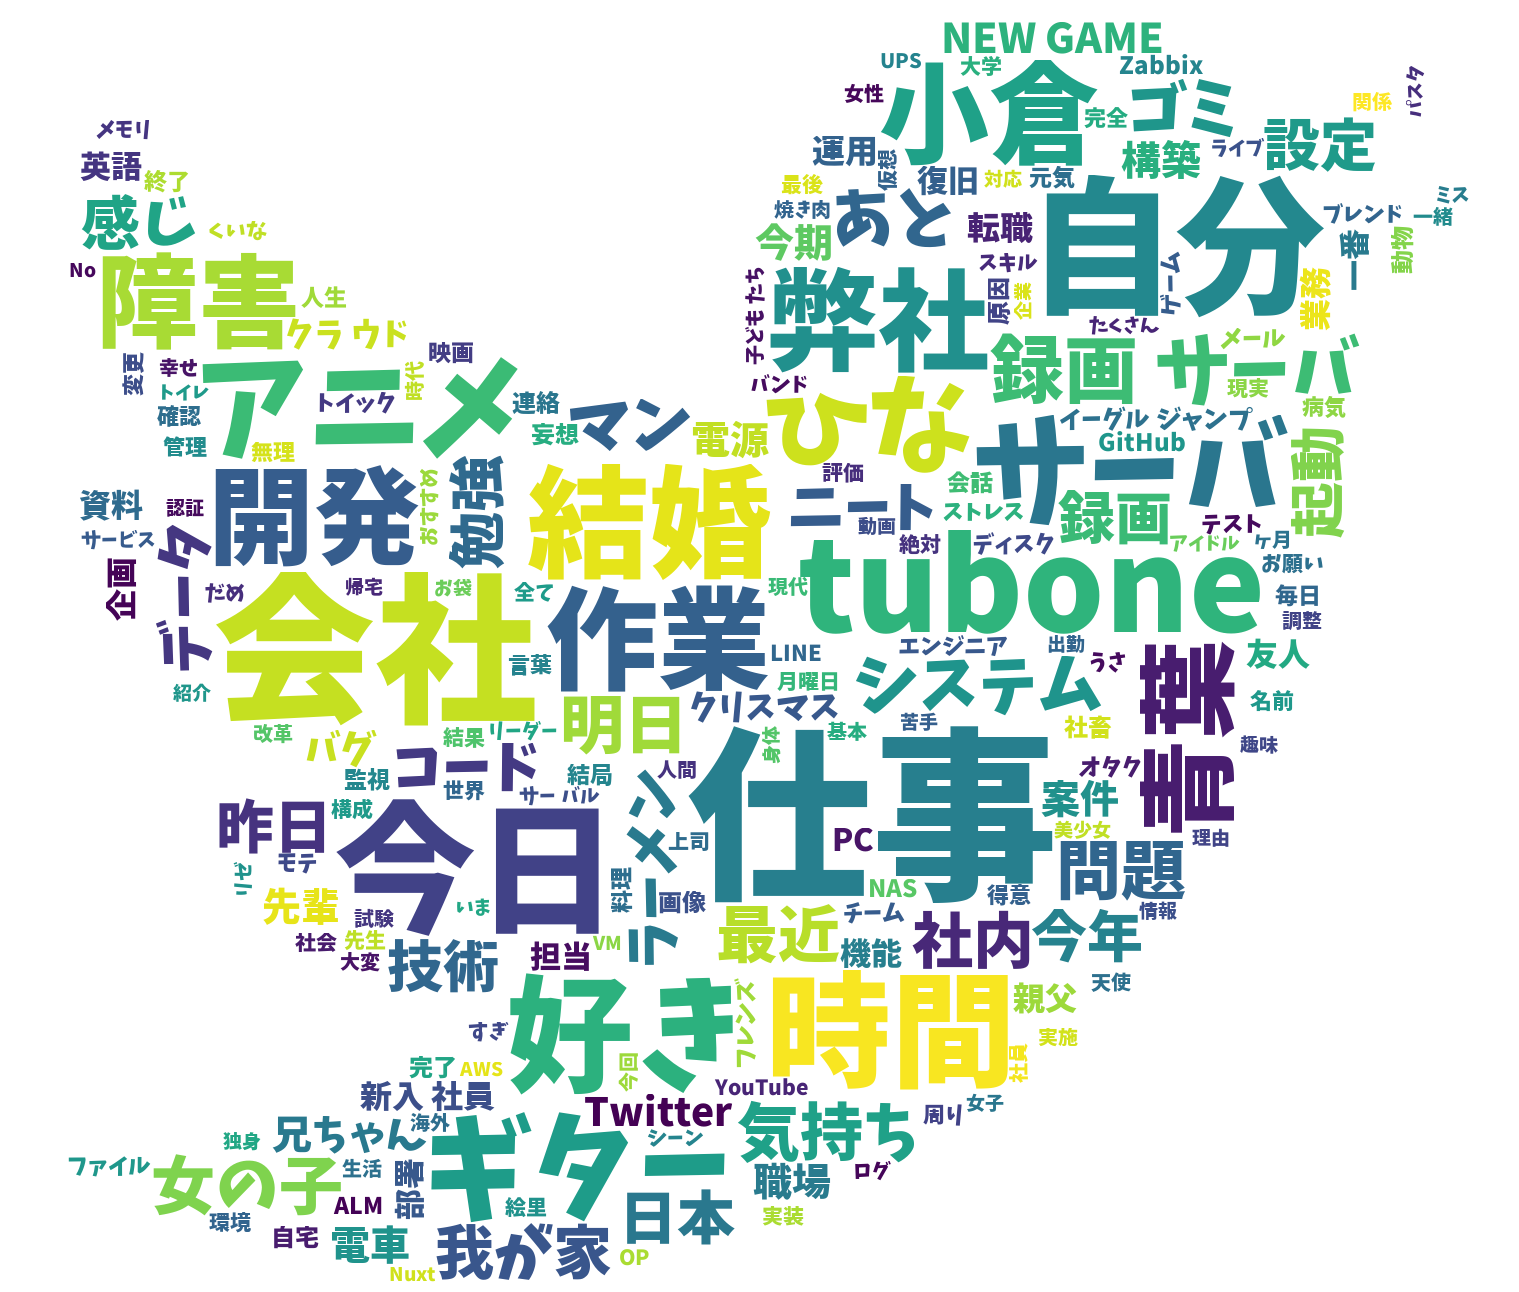 NEW GAME
UPS
大学
Zabbix
女性
小倉
完全
ゴミ
関係
パスタ
メモリ
英語
終了
運用
仮想
復旧
対応
元気
構築
ライブ
設定
最後
焼き肉
あと
転職
自分
ブレンド
ミス
一緒
感じ
くいな
今期
スキル
一番
動物
No
障害
人生
クラウド
子どもたち
弊社
原因
企業
ゲーム
業務
たくさん
変更
幸せ
映画
トイレ
アニメ
トイック
時代
連絡
確認
管理
無理
妄想
マン
電源
バンド
ひな
録画
サーバ
メール
現実
病気
イーグル ジャンプ
GitHub
資料
認証
開発
おすすめ
勉強
結婚
評価
ニート
動画
会話
ストレス
サーバ
録画
起動
テスト
サービス
データ
絶対
ディスク
アイドル
ケ月
お願い
企画
だめ
帰宅
お袋
全て
現代
tubone
毎日
調整
会社
作業
言葉
LINE
エンジニア
出勤
うさ
友人
紹介
月曜日
システム
青葉
名前
改革
バグ
結果
リーダー
明日
クリスマス
身体
基本
苦手
社畜
趣味
コード
監視
世界
サーバル
結局
人間
仕事
オタク
昨日
構成
今日
ラーメン
上司
PC
案件
美少女
理由
モテ
リゼ
先輩
試験
いま
料理
画像
NAS
得意
問題
情報
社会
先生
大変
技術
担当
VM
最近
チーム
機能
社内
今年
天使
すぎ
好き
フレンズ
時間
親父
実施
社員
完了
AWS
今回
YouTube
新入社員
海外
Twitter
周り
女子
独身
兄ちゃん
ギター
シーン
気持ち
ファイル
女の子
生活
部署
職場
ログ
環境
ALM
絵里
日本
実装
自宅
電車
我が家
OP
Nuxt